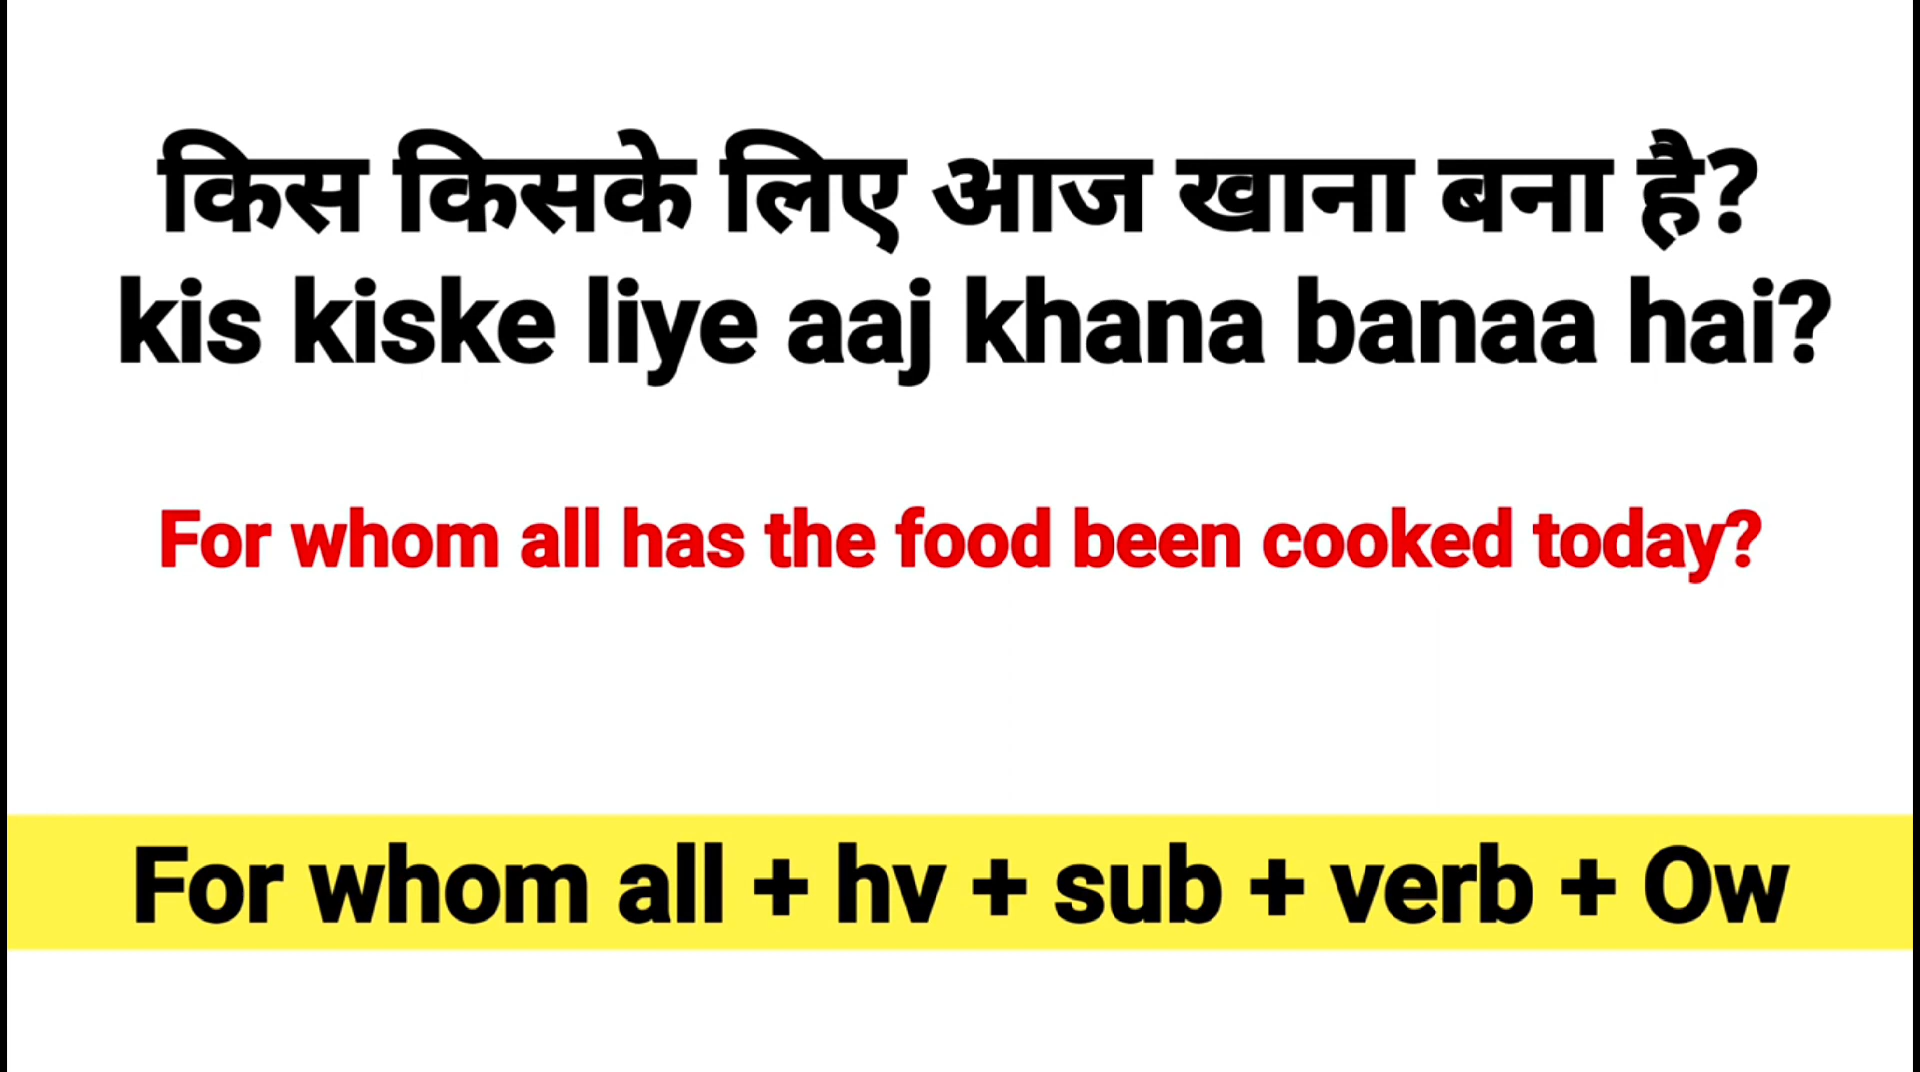 किस किसके लिए आज खाना बना है?
kis kiske liye aaj khana banaa hai?
For whom all has the food been cooked today?
For whom all + hv + sub + verb + Ow